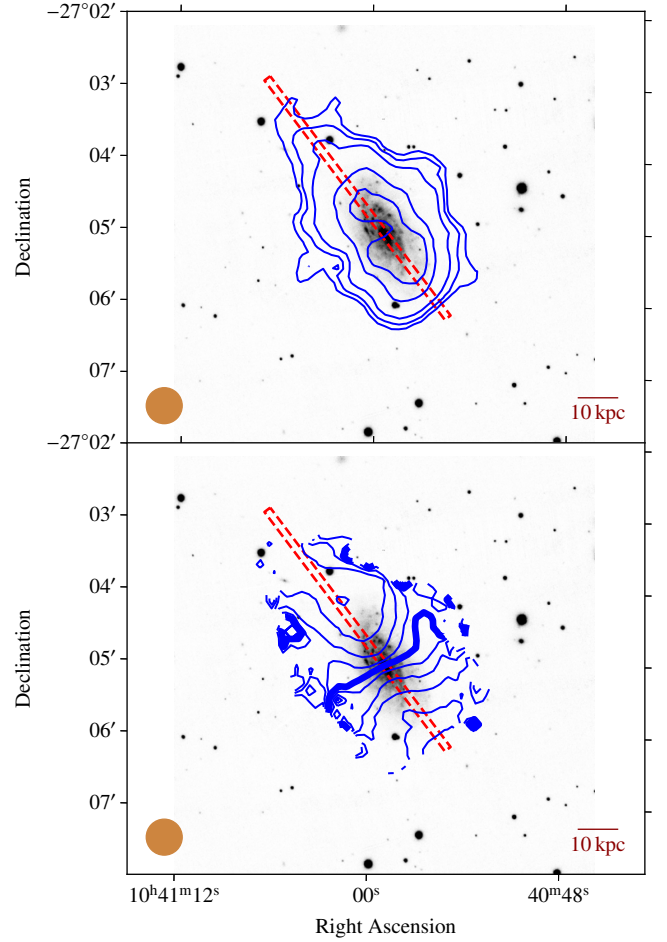 −27°02′
03′
04′
05′
06′
07′
Declination
10 kpc
−27°02′
03′
04′
05′
06′
07′
Declination
10 kpc
10ʰ41ᵐ12ˢ
00ˢ
40ᵐ48ˢ
Right Ascension